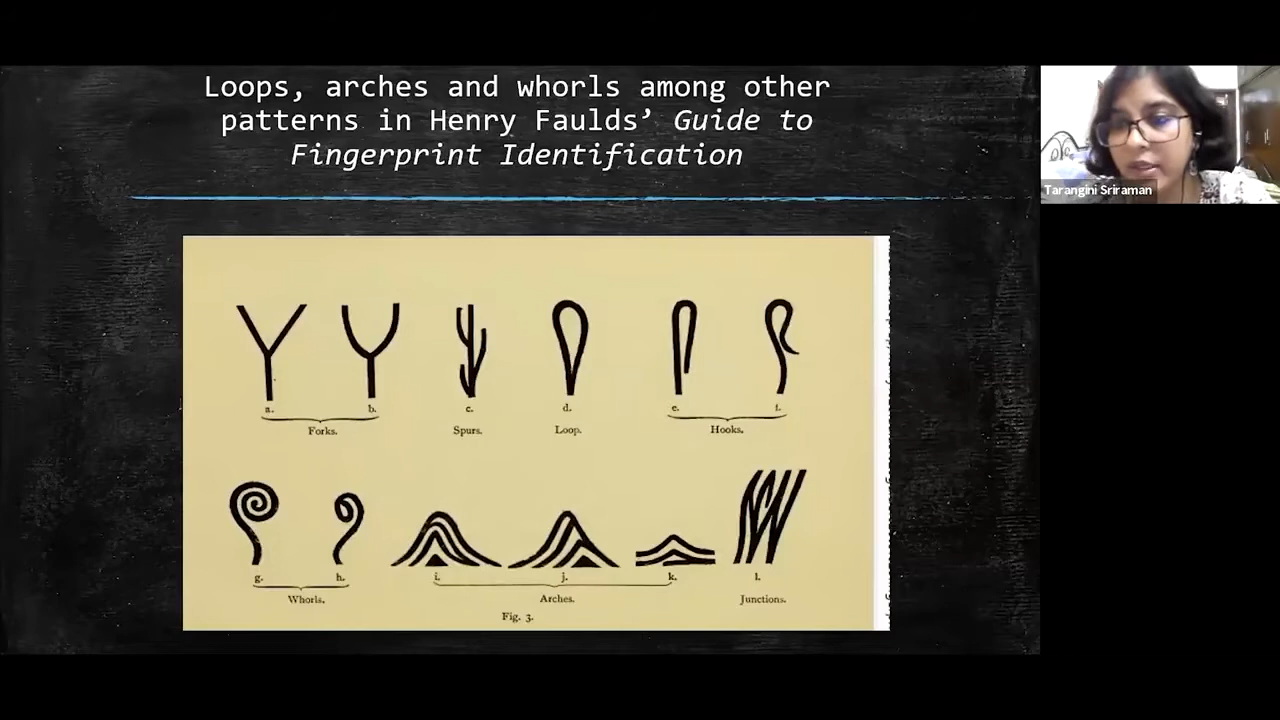 Loops, arches and whorls among other
patterns in Henry Faulds’ Guide to
Fingerprint Identification
Tarangini Sriraman
a. b. c. d. e. f.
Forks. Spurs. Loop. Hooks.
g. h. i. j. k. l.
Whorls. Arches. Junctions.
Fig. 3.